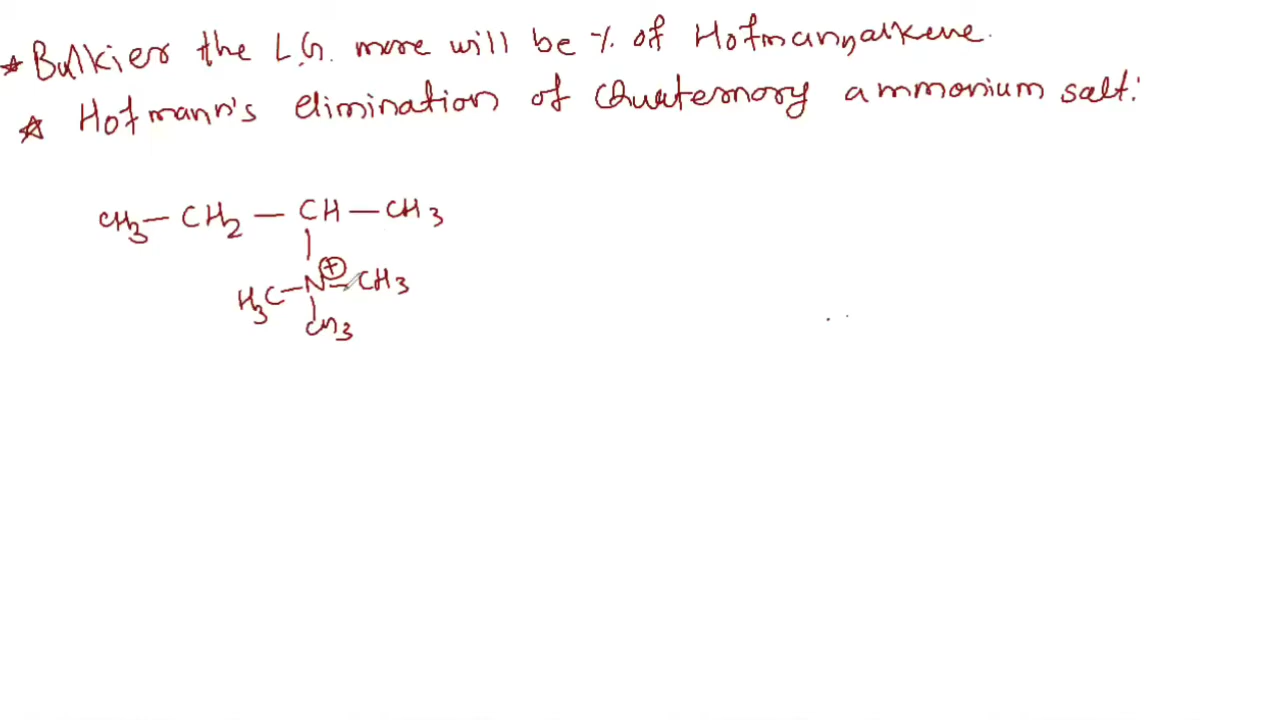 * Bulkier the L.G. more will be % of Hofmann alkene.
* Hofmann's elimination of Quaternary ammonium salt:
CH3 — CH2 — CH — CH3
|
H3C — N⊕ — CH3
|
CH3